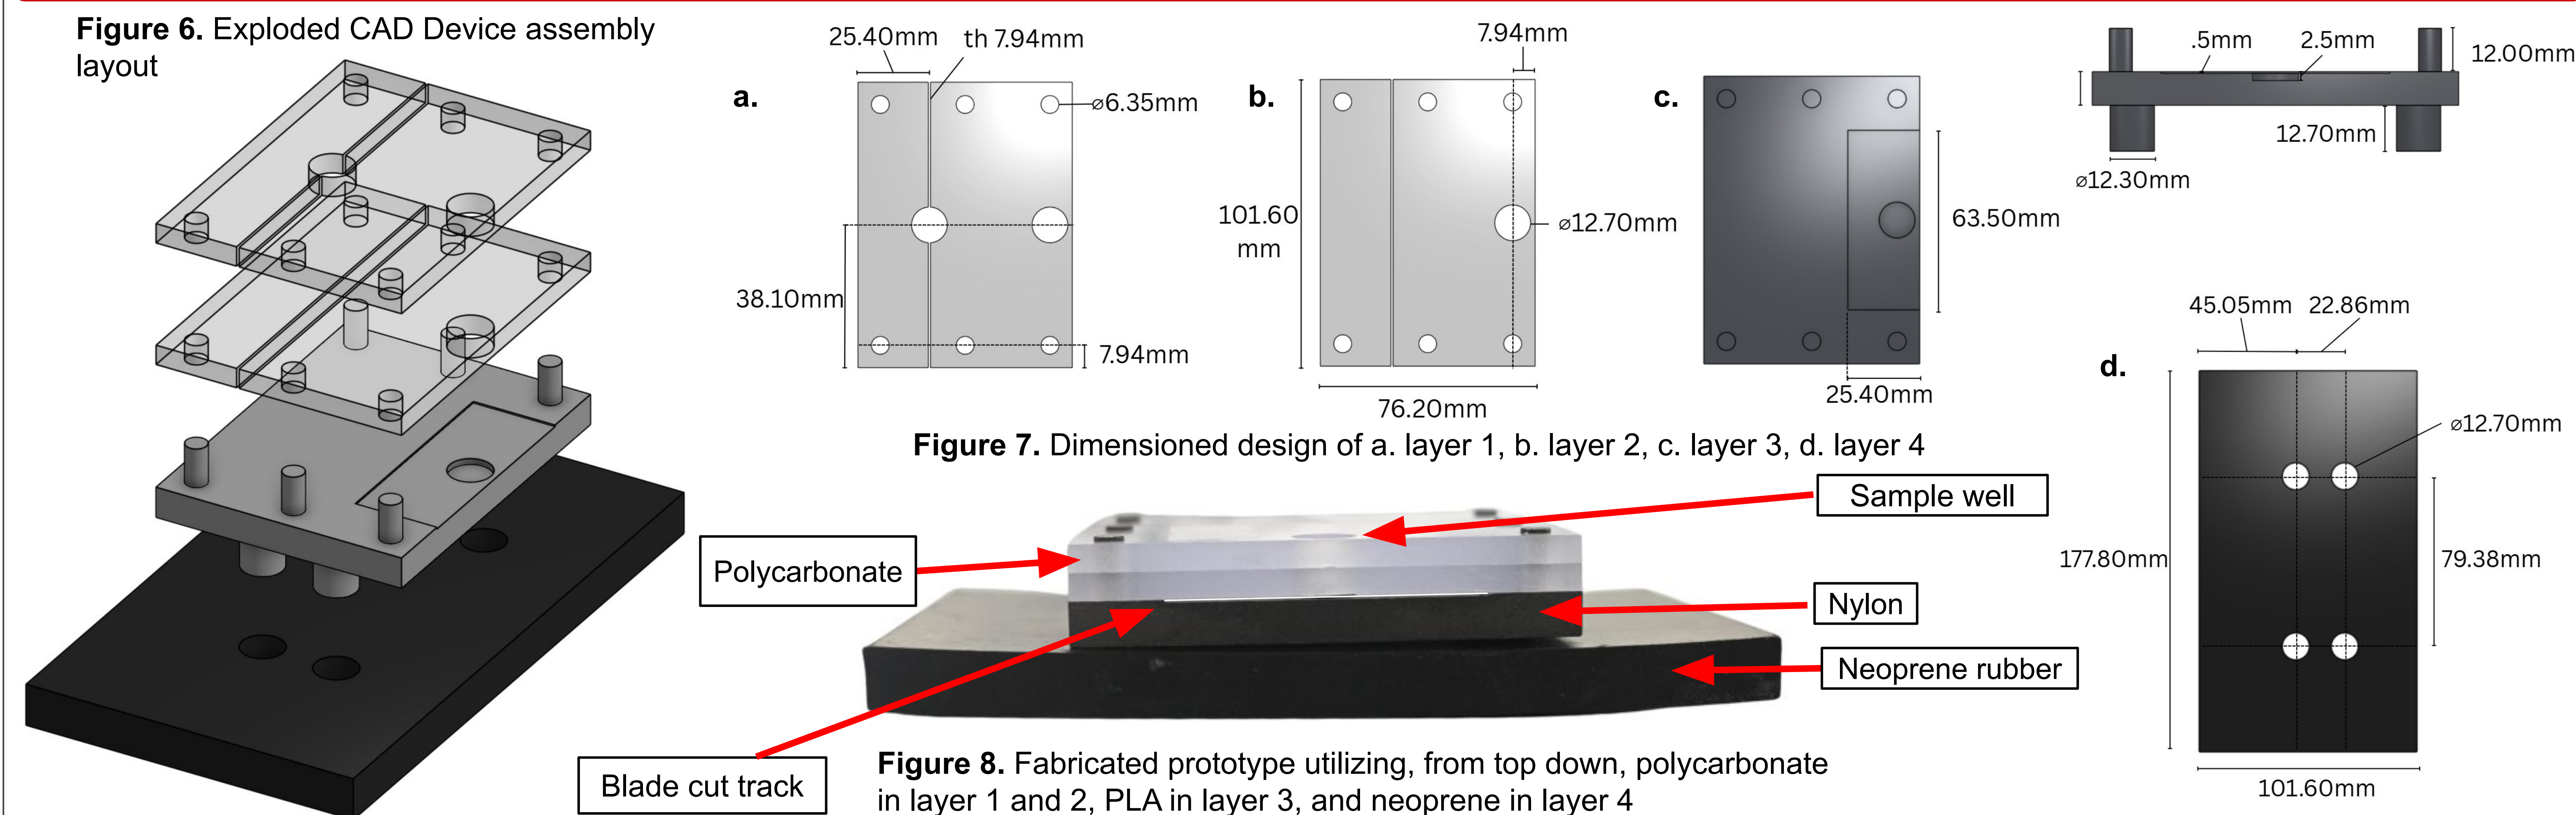 Figure 6. Exploded CAD Device assembly
layout
a.
25.40mm
th 7.94mm
⌀6.35mm
38.10mm
7.94mm
b.
7.94mm
101.60
mm
⌀12.70mm
76.20mm
c.
63.50mm
25.40mm
.5mm
2.5mm
12.00mm
12.70mm
⌀12.30mm
d.
45.05mm
22.86mm
⌀12.70mm
177.80mm
79.38mm
101.60mm
Figure 7. Dimensioned design of a. layer 1, b. layer 2, c. layer 3, d. layer 4
Sample well
Polycarbonate
Nylon
Neoprene rubber
Blade cut track
Figure 8. Fabricated prototype utilizing, from top down, polycarbonate
in layer 1 and 2, PLA in layer 3, and neoprene in layer 4